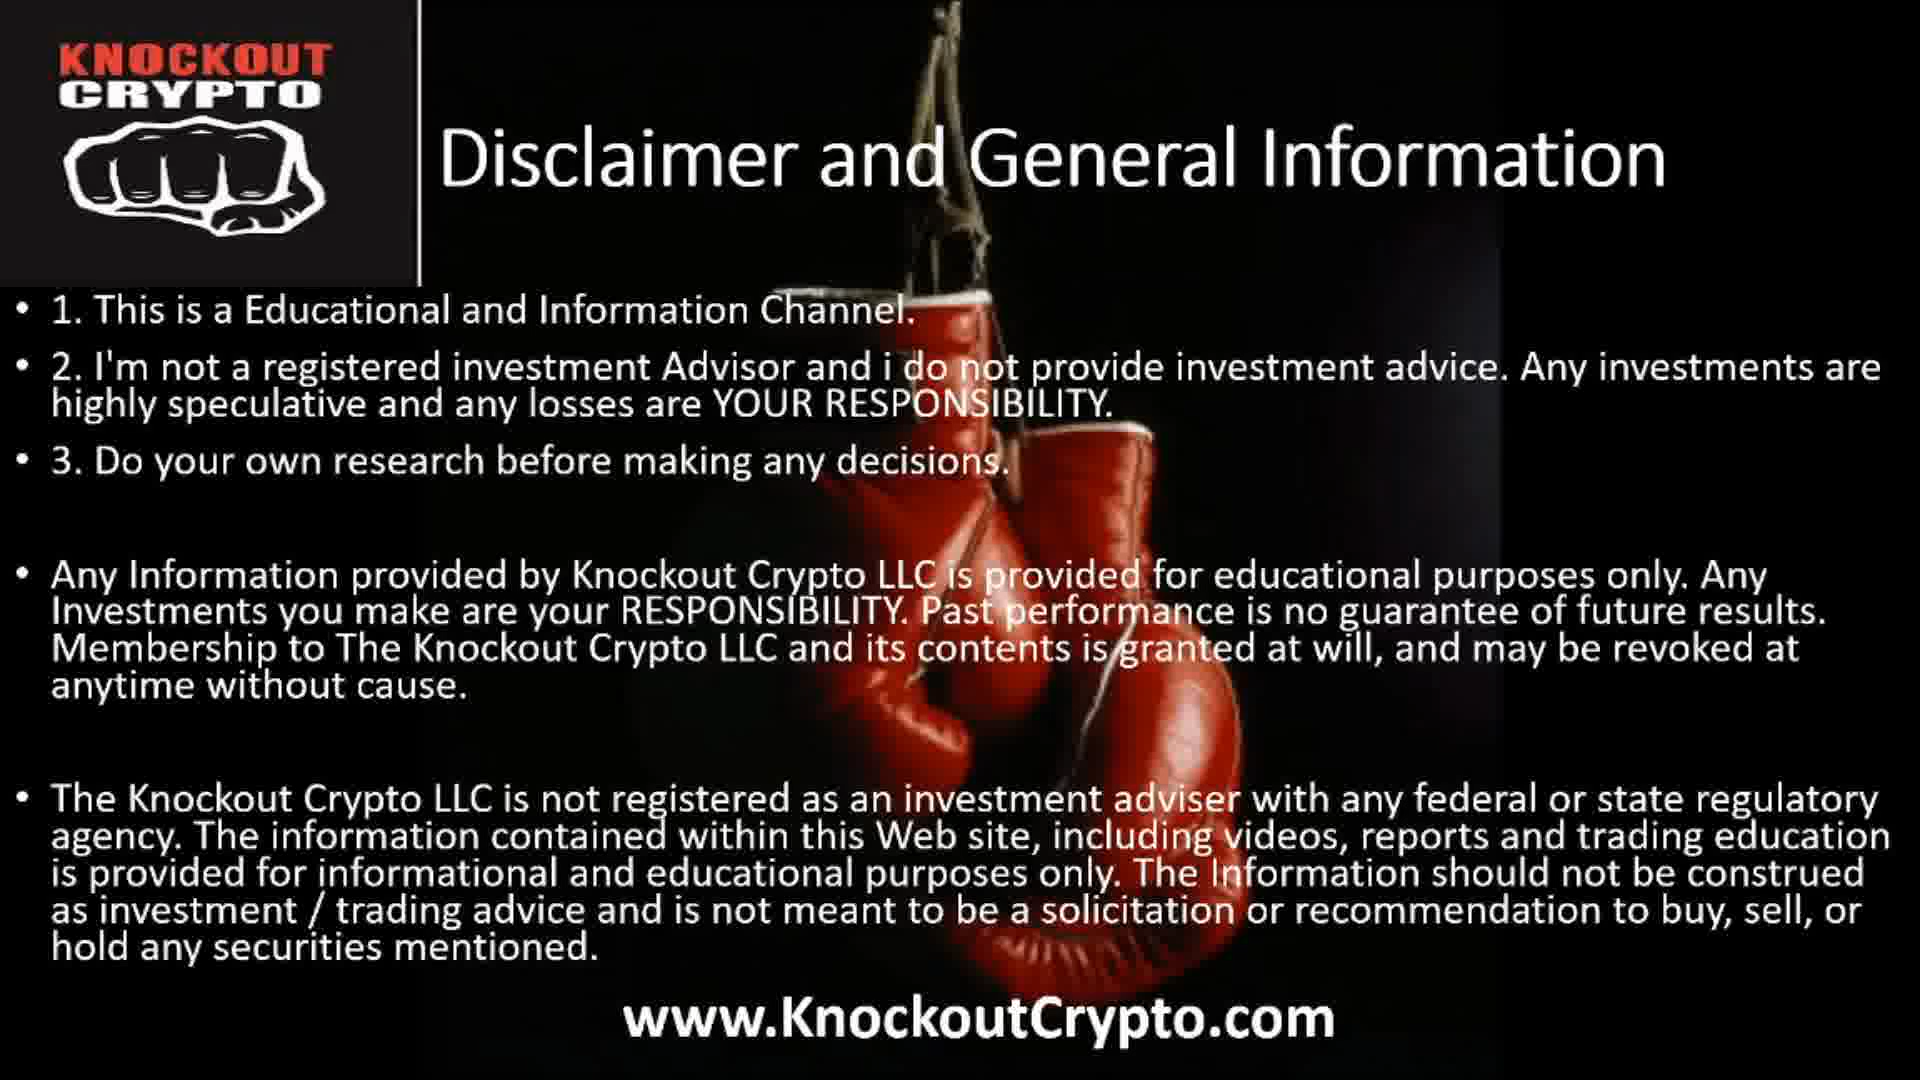 KNOCKOUT
CRYPTO
Disclaimer and General Information
• 1. This is a Educational and Information Channel.
• 2. I'm not a registered investment Advisor and i do not provide investment advice. Any investments are
highly speculative and any losses are YOUR RESPONSIBILITY.
• 3. Do your own research before making any decisions.
• Any Information provided by Knockout Crypto LLC is provided for educational purposes only. Any
Investments you make are your RESPONSIBILITY. Past performance is no guarantee of future results.
Membership to The Knockout Crypto LLC and its contents is granted at will, and may be revoked at
anytime without cause.
• The Knockout Crypto LLC is not registered as an investment adviser with any federal or state regulatory
agency. The information contained within this Web site, including videos, reports and trading education
is provided for informational and educational purposes only. The Information should not be construed
as investment / trading advice and is not meant to be a solicitation or recommendation to buy, sell, or
hold any securities mentioned.
www.KnockoutCrypto.com